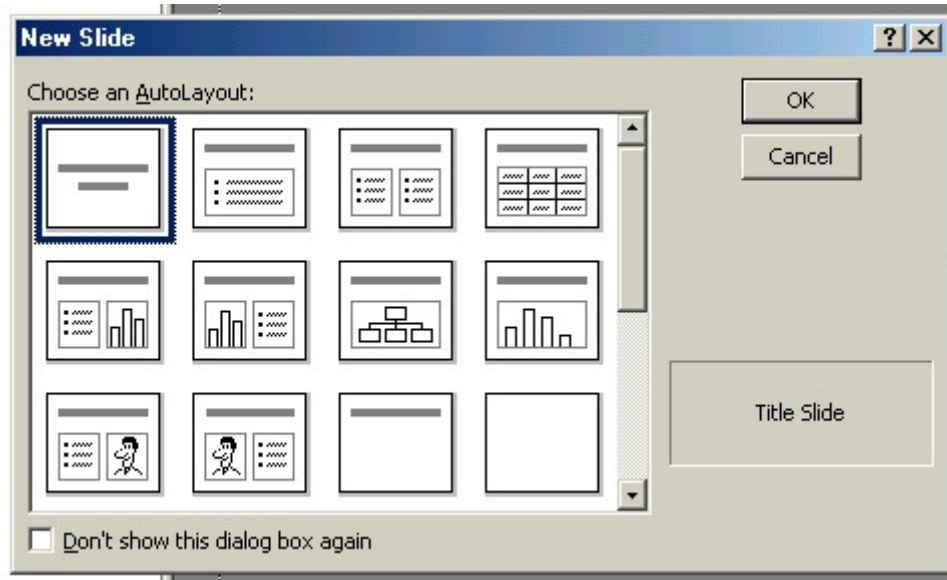 New Slide
Choose an AutoLayout:
OK
Cancel
Title Slide
Don't show this dialog box again